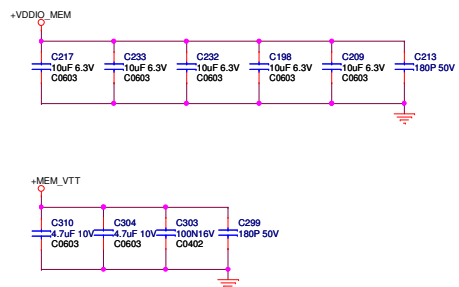 +VDDIO_MEM
C217 C233 C232 C198 C209 C213
10uF 6.3V 10uF 6.3V 10uF 6.3V 10uF 6.3V 10uF 6.3V 180P 50V
C0603 C0603 C0603 C0603 C0603
+MEM_VTT
C310 C304 C303 C299
4.7uF 10V 4.7uF 10V 100N16V 180P 50V
C0603 C0603 C0402